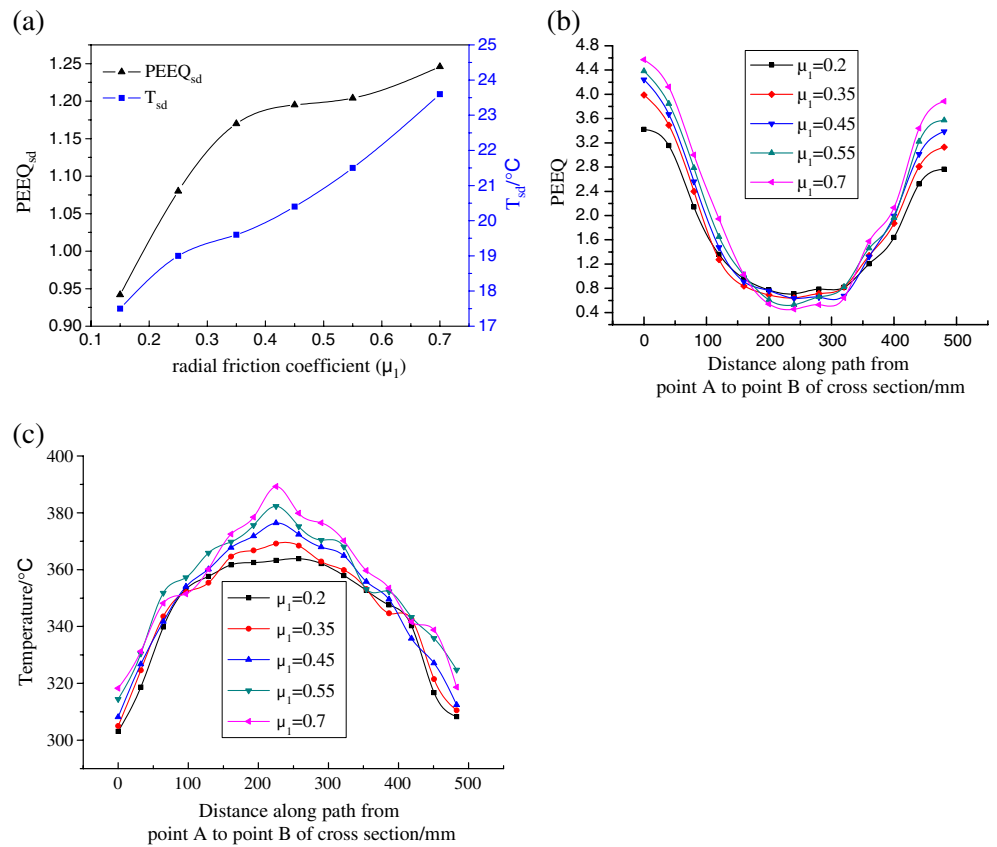 (a)
PEEQsd
Tsd
1.25
1.20
1.15
1.10
1.05
1.00
0.95
0.90
PEEQsd
25
24
23
22
21
20
19
18
17
Tsd/°C
0.1 0.2 0.3 0.4 0.5 0.6 0.7
radial friction coefficient (μ1)
(b)
4.8
4.4
4.0
3.6
3.2
2.8
2.4
2.0
1.6
1.2
0.8
0.4
PEEQ
μ1=0.2
μ1=0.35
μ1=0.45
μ1=0.55
μ1=0.7
0 100 200 300 400 500
Distance along path from
point A to point B of cross section/mm
(c)
400
380
360
340
320
300
Temperature/°C
μ1=0.2
μ1=0.35
μ1=0.45
μ1=0.55
μ1=0.7
0 100 200 300 400 500
Distance along path from
point A to point B of cross section/mm